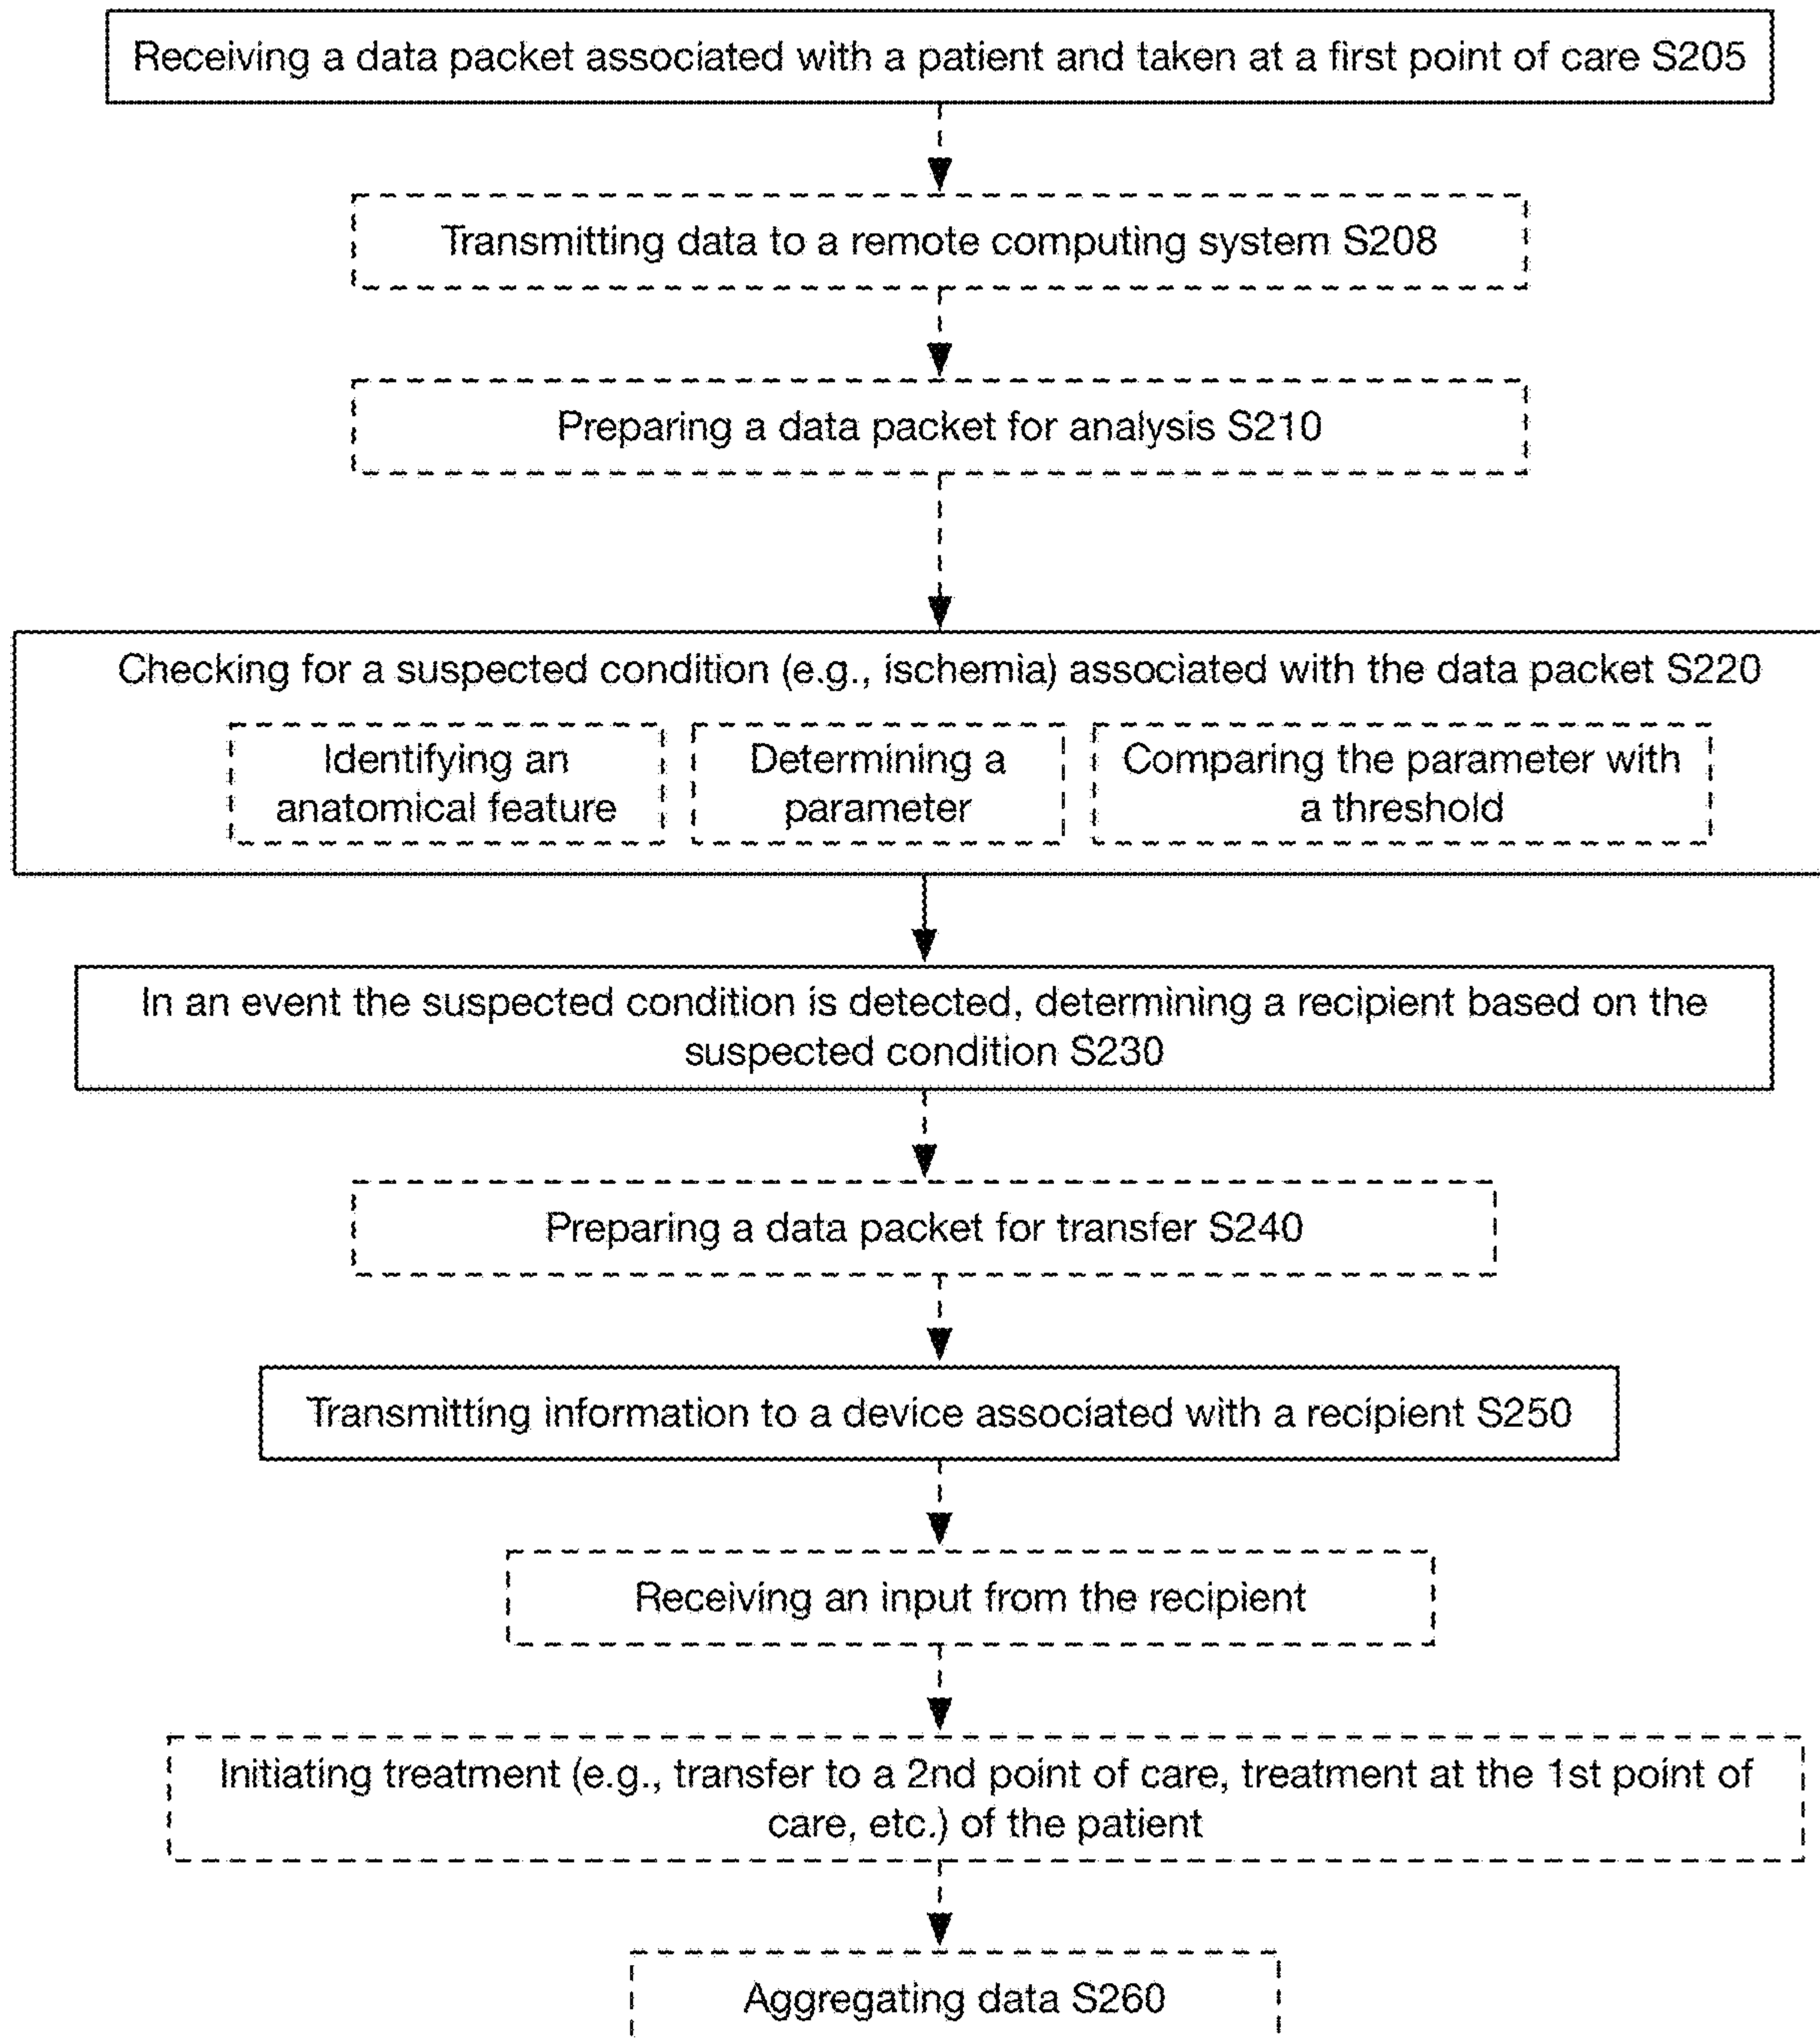 Receiving a data packet associated with a patient and taken at a first point of care S205
Transmitting data to a remote computing system S208
Preparing a data packet for analysis S210
Checking for a suspected condition (e.g., ischemia) associated with the data packet S220
Identifying an
anatomical feature
Determining a
parameter
Comparing the parameter with
a threshold
In an event the suspected condition is detected, determining a recipient based on the
suspected condition S230
Preparing a data packet for transfer S240
Transmitting information to a device associated with a recipient S250
Receiving an input from the recipient
Initiating treatment (e.g., transfer to a 2nd point of care, treatment at the 1st point of
care, etc.) of the patient
Aggregating data S260